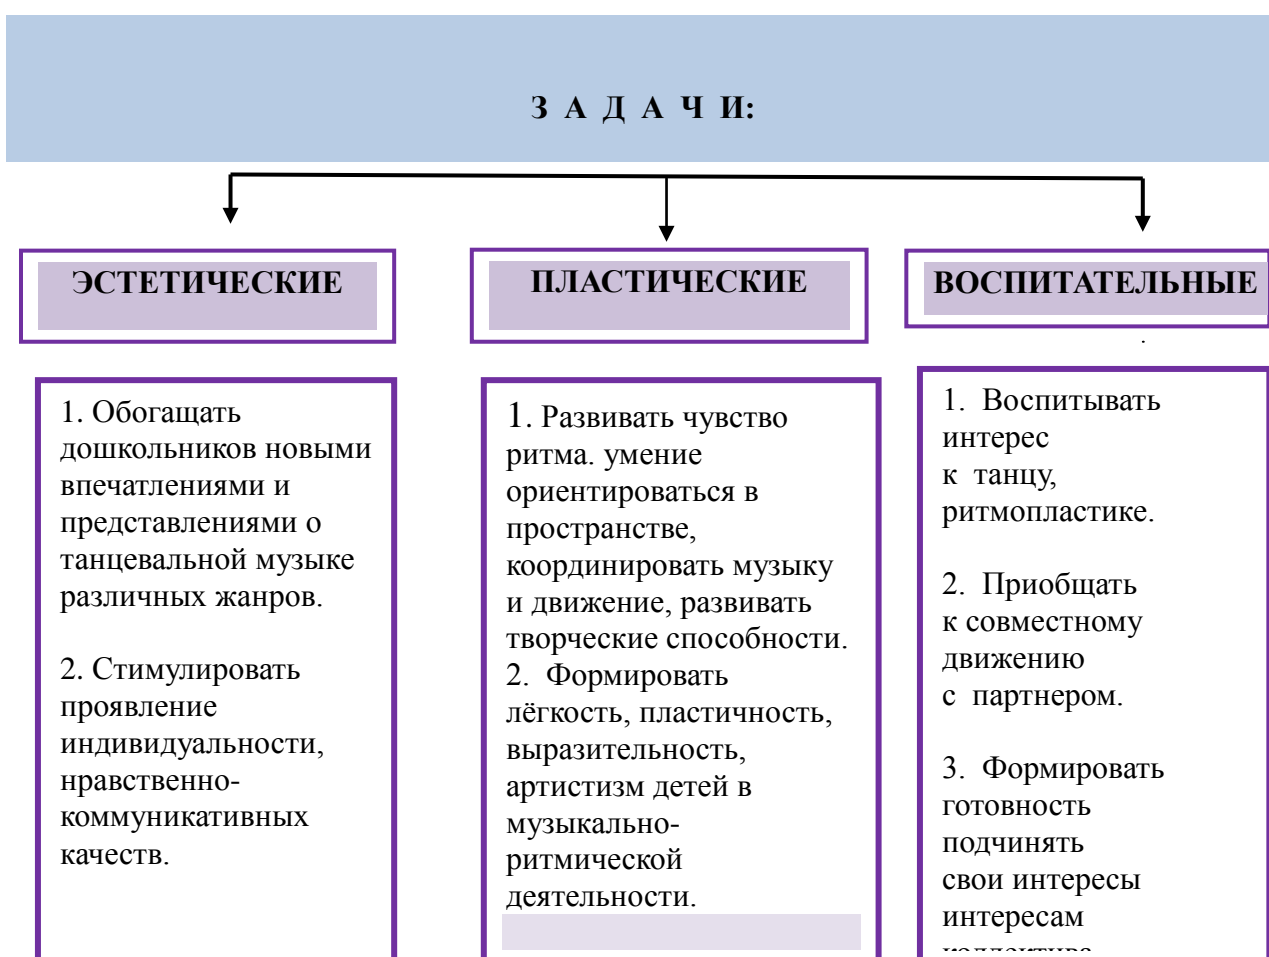 З А Д А Ч И:
ЭСТЕТИЧЕСКИЕ
ПЛАСТИЧЕСКИЕ
ВОСПИТАТЕЛЬНЫЕ
.
1. Обогащать
дошкольников новыми
впечатлениями и
представлениями о
танцевальной музыке
различных жанров.
2. Стимулировать
проявление
индивидуальности,
нравственно-
коммуникативных
качеств.
1. Развивать чувство
ритма. умение
ориентироваться в
пространстве,
координировать музыку
и движение, развивать
творческие способности.
2. Формировать
лёгкость, пластичность,
выразительность,
артистизм детей в
музыкально-
ритмической
деятельности.
1. Воспитывать
интерес
к танцу,
ритмопластике.
2. Приобщать
к совместному
движению
с партнером.
3. Формировать
готовность
подчинять
свои интересы
интересам